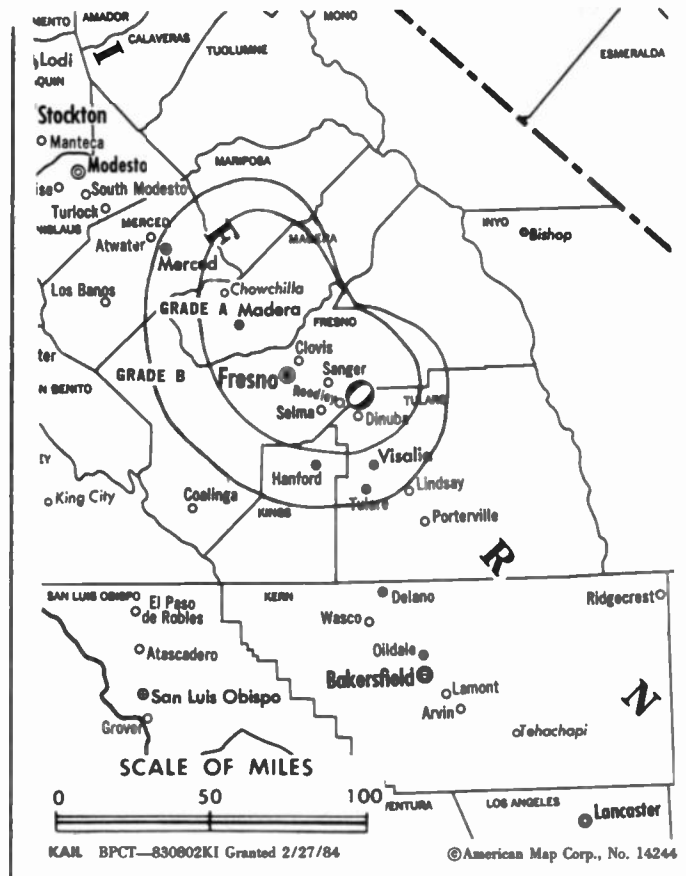 AMADOR
MONO
CALAVERAS
I
TUOLUMNE
ESMERALDA
Lodi
Stockton
Manteca
Modesto
MARIPOSA
South Modesto
Turlock
MERCED
INYO
Atwater
F
MADERA
Bishop
Merced
Chowchilla
Los Banos
GRADE A
Madera
FRESNO
Clovis
GRADE B
Fresno
Sanger
Reedley
TULARE
Selma
Dinuba
Visalia
Hanford
Lindsay
King City
Coalinga
Tulare
KINGS
Porterville
R
SAN LUIS OBISPO
KERN
Delano
Ridgecrest
El Paso
de Robles
Wasco
Atascadero
Oildale
Bakersfield
San Luis Obispo
Lamont
N
Arvin
Grover
Tehachapi
SCALE OF MILES
0 50 100
LOS ANGELES
Lancaster
KAIL BPCT—830802KI Granted 2/27/84
©American Map Corp., No. 14244